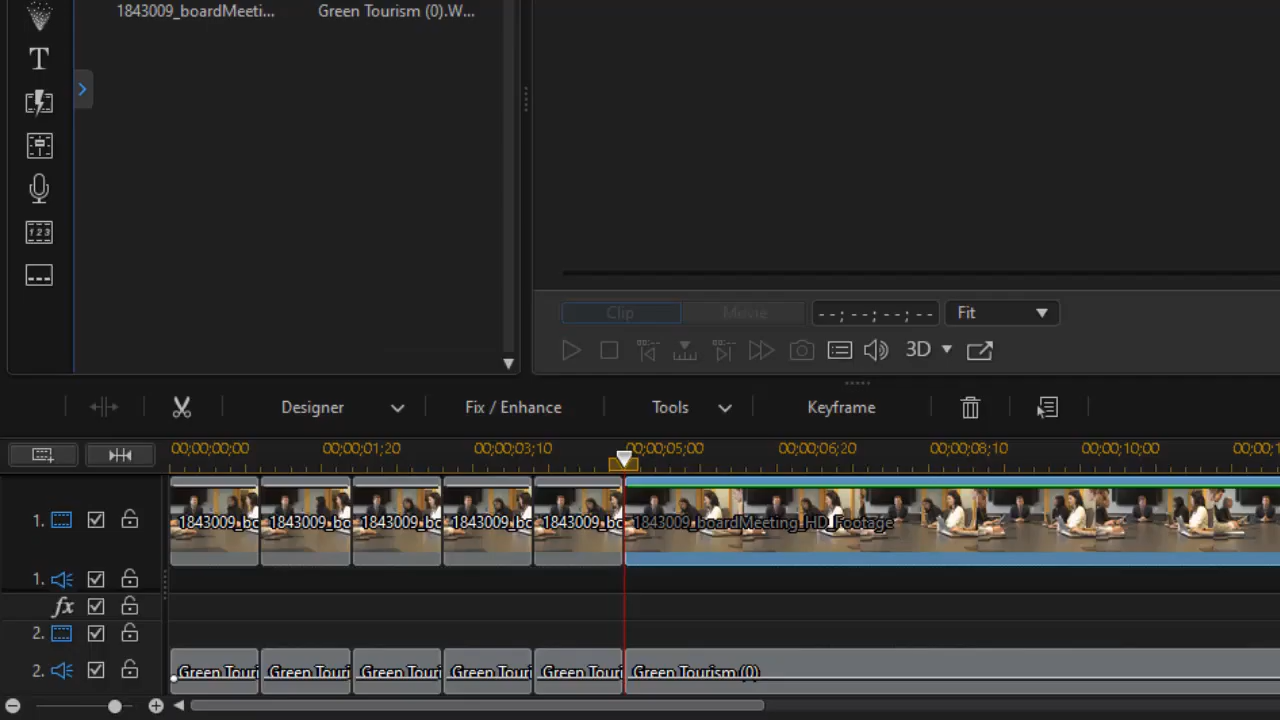 1843009_boardMeeti... Green Tourism (0).W...
T
Clip Movie --;--;--;-- Fit
3D
123
Designer Fix / Enhance Tools Keyframe
00;00;00;00 00;00;01;20 00;00;03;10 00;00;05;00 00;00;06;20 00;00;08;10 00;00;10;00 00;00;1
1. 1843009_bo 1843009_bo 1843009_bo 1843009_bo 1843009_bo 1843009_boardMeeting_HD_Footage
1.
fx
2.
2. Green Touri Green Touri Green Touri Green Touri Green Touri Green Tourism (0)